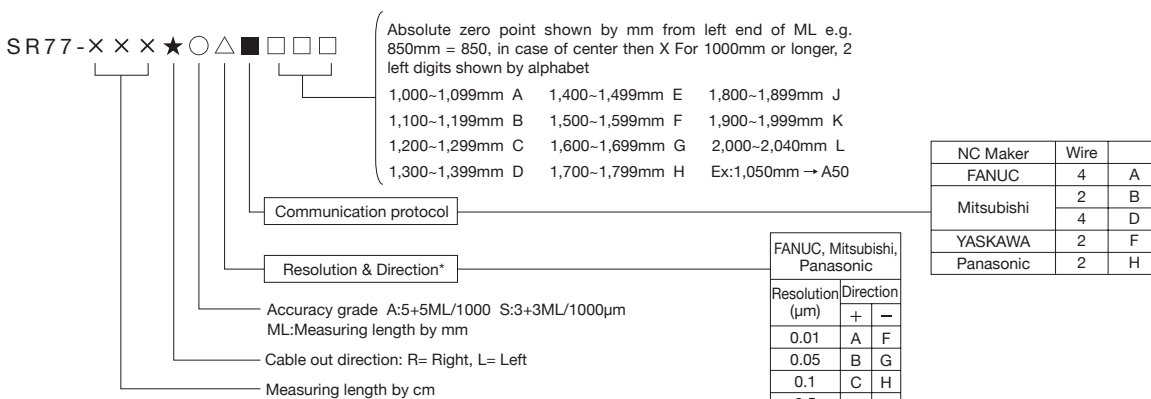 SR77-×××★○△■□□□
Absolute zero point shown by mm from left end of ML e.g.
850mm = 850, in case of center then X For 1000mm or longer, 2
left digits shown by alphabet
1,000~1,099mm A 1,400~1,499mm E 1,800~1,899mm J
1,100~1,199mm B 1,500~1,599mm F 1,900~1,999mm K
1,200~1,299mm C 1,600~1,699mm G 2,000~2,040mm L
1,300~1,399mm D 1,700~1,799mm H Ex:1,050mm → A50
NC Maker Wire
FANUC 4 A
Mitsubishi 2 B
4 D
YASKAWA 2 F
Panasonic 2 H
Communication protocol
Resolution & Direction*
FANUC, Mitsubishi,
Panasonic
Resolution Direction
(μm) + −
0.01 A F
0.05 B G
0.1 C H
Accuracy grade A:5+5ML/1000 S:3+3ML/1000μm
ML:Measuring length by mm
Cable out direction: R= Right, L= Left
Measuring length by cm